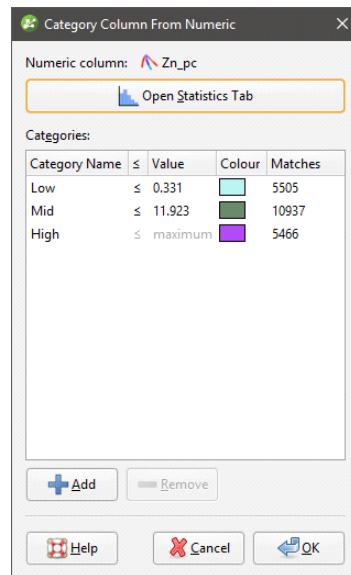 Category Column From Numeric
Numeric column: Zn_pc
Open Statistics Tab
Categories:
Category Name ≤ Value Colour Matches
Low ≤ 0.331 5505
Mid ≤ 11.923 10937
High ≤ maximum 5466
Add Remove
Help Cancel OK